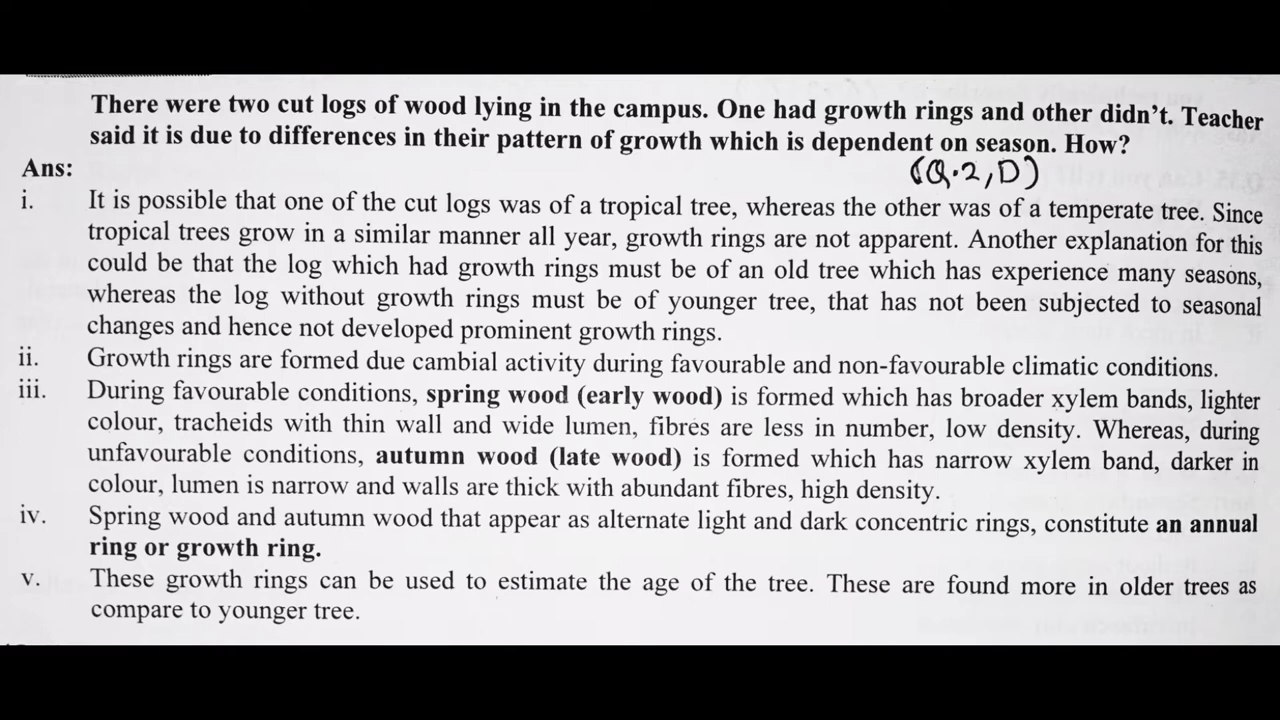 There were two cut logs of wood lying in the campus. One had growth rings and other didn't. Teacher
said it is due to differences in their pattern of growth which is dependent on season. How?
(Q.2, D)
Ans:
i. It is possible that one of the cut logs was of a tropical tree, whereas the other was of a temperate tree. Since
tropical trees grow in a similar manner all year, growth rings are not apparent. Another explanation for this
could be that the log which had growth rings must be of an old tree which has experience many seasons,
whereas the log without growth rings must be of younger tree, that has not been subjected to seasonal
changes and hence not developed prominent growth rings.
ii. Growth rings are formed due cambial activity during favourable and non-favourable climatic conditions.
iii. During favourable conditions, spring wood (early wood) is formed which has broader xylem bands, lighter
colour, tracheids with thin wall and wide lumen, fibres are less in number, low density. Whereas, during
unfavourable conditions, autumn wood (late wood) is formed which has narrow xylem band, darker in
colour, lumen is narrow and walls are thick with abundant fibres, high density.
iv. Spring wood and autumn wood that appear as alternate light and dark concentric rings, constitute an annual
ring or growth ring.
v. These growth rings can be used to estimate the age of the tree. These are found more in older trees as
compare to younger tree.